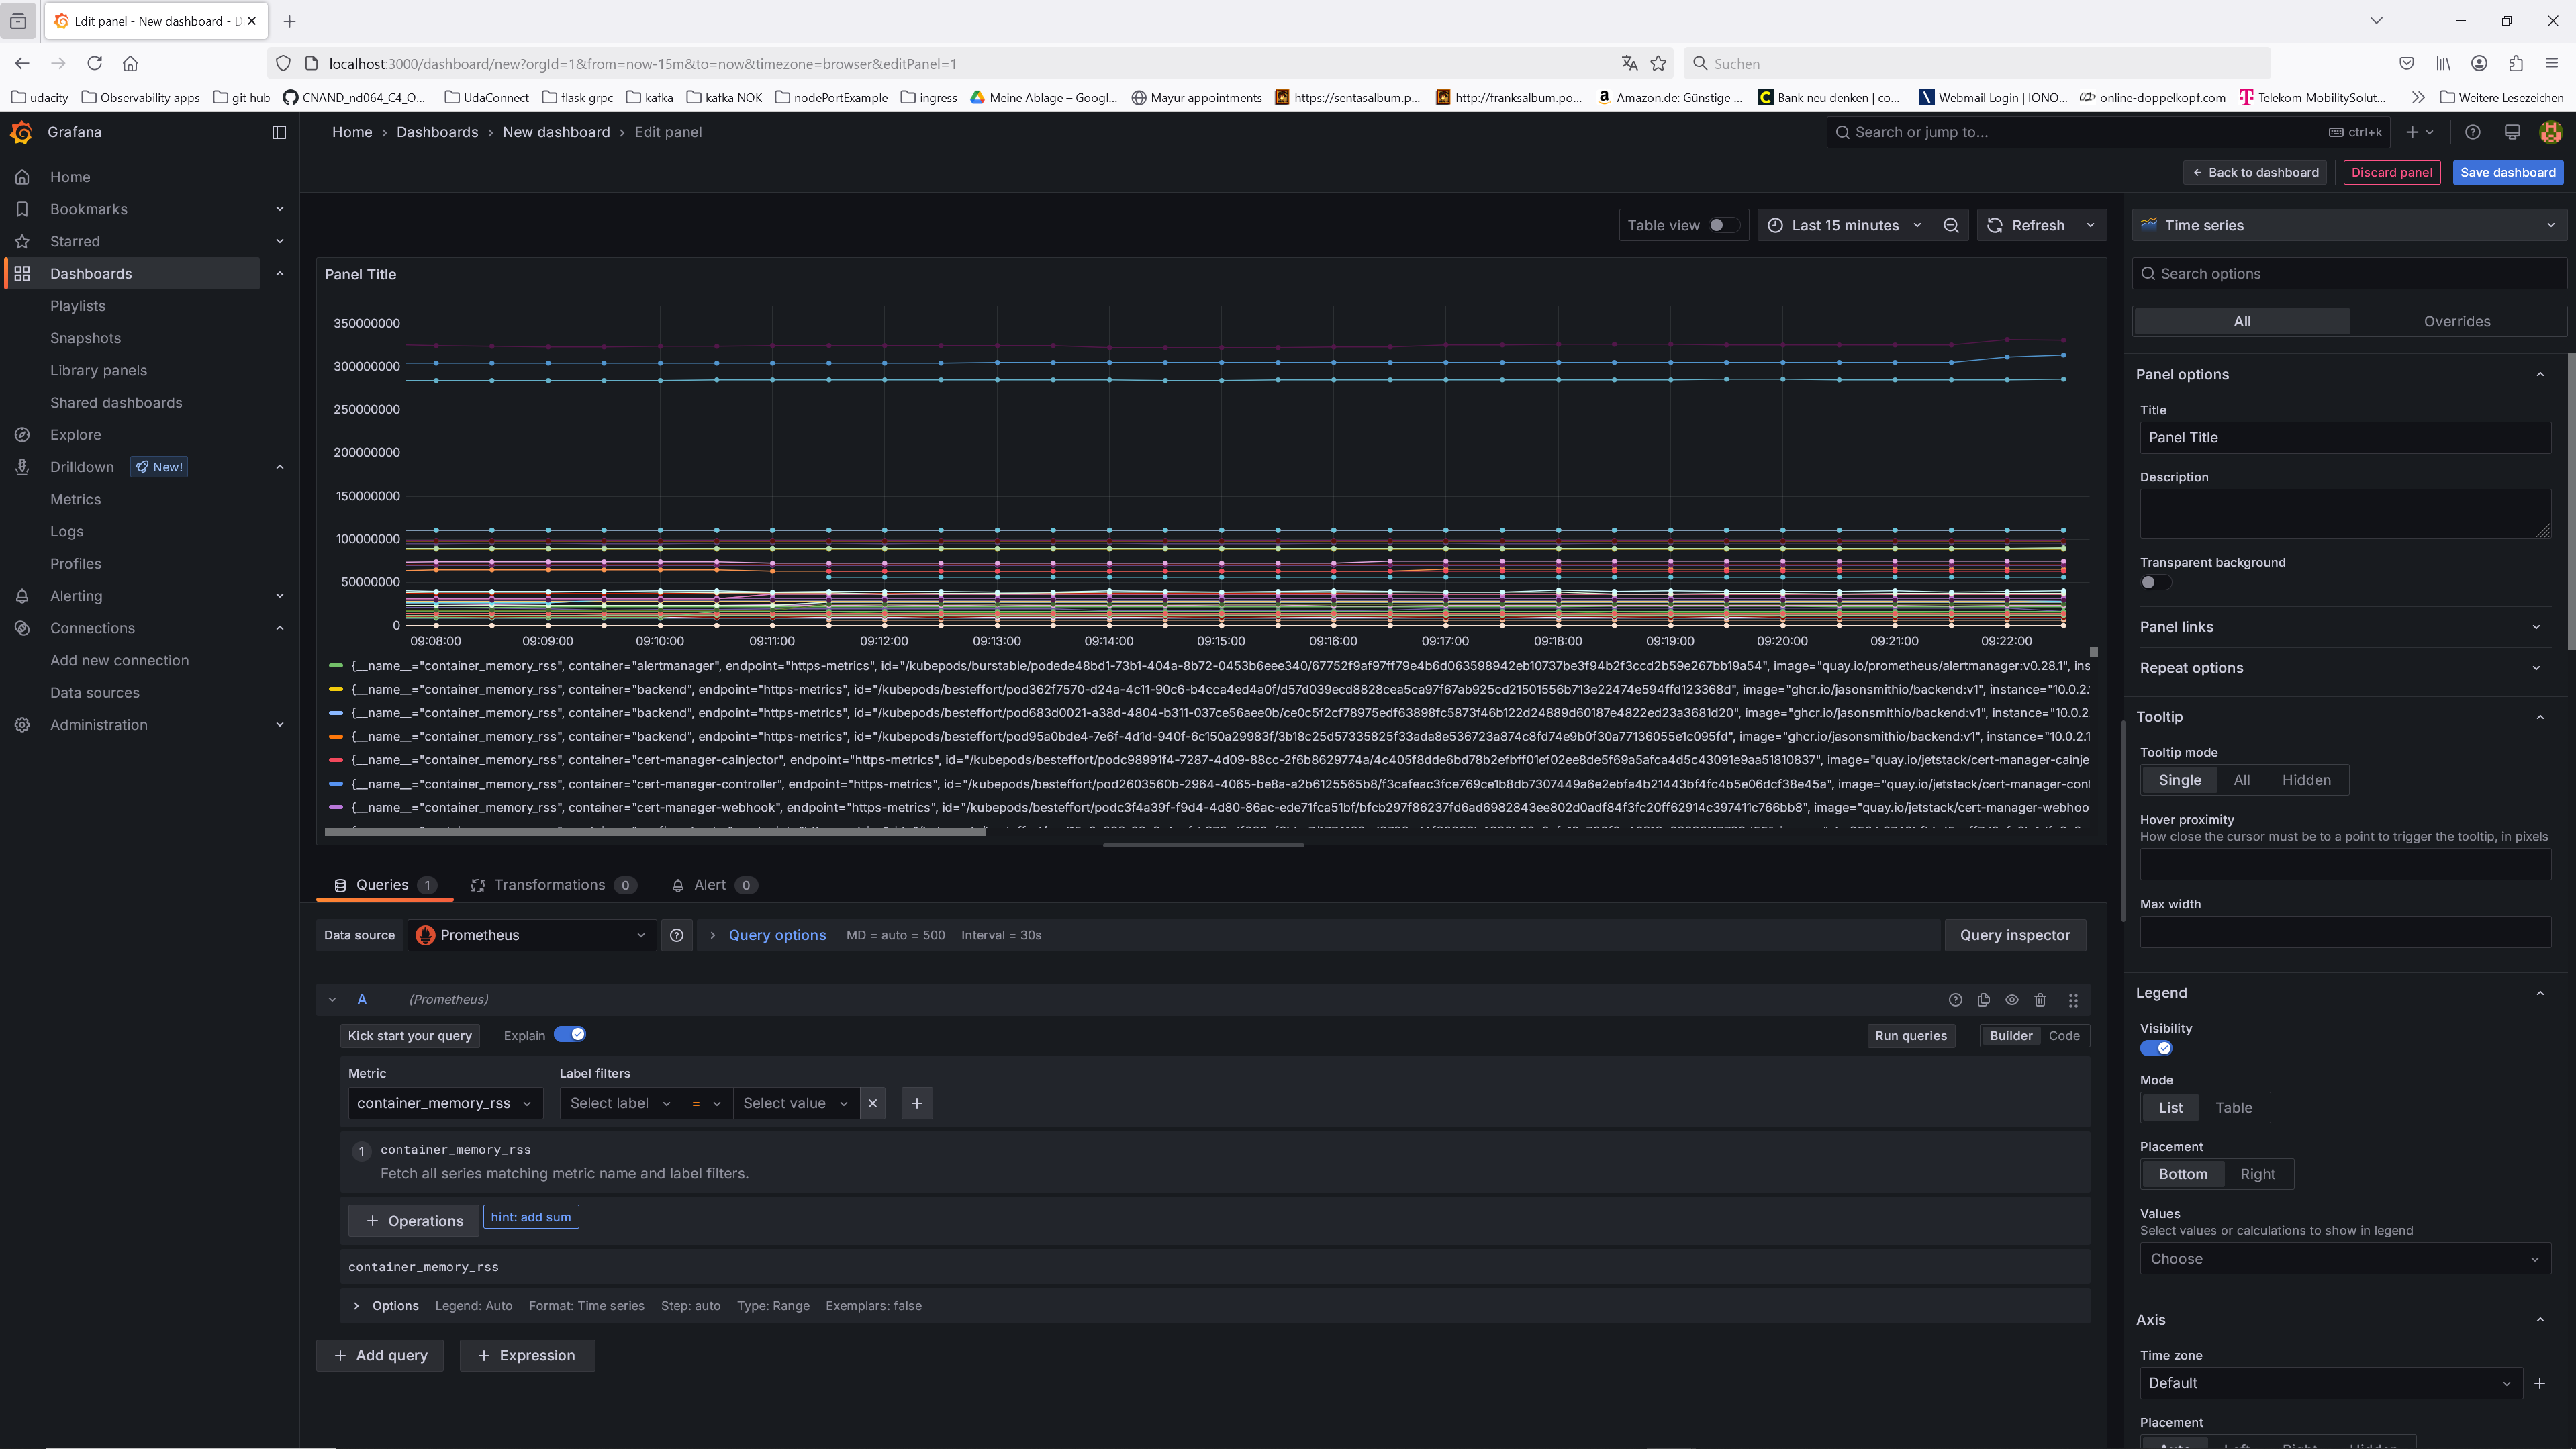 Edit panel - New dashboard - D
localhost:3000/dashboard/new?orgId=1&from=now-15m&to=now&timezone=browser&editPanel=1
Suchen
udacity Observability apps git hub CNAND_nd064_C4_O... UdaConnect flask grpc kafka kafka NOK nodePortExample ingress Meine Ablage – Googl... Mayur appointments https://sentasalbum.p... http://franksalbum.po... Amazon.de: Günstige ... Bank neu denken | co... Webmail Login | IONO... online-doppelkopf.com Telekom MobilitySolut... Weitere Lesezeichen
Grafana
Home › Dashboards › New dashboard › Edit panel
Search or jump to... ctrl+k
Back to dashboard Discard panel Save dashboard
Home
Bookmarks
Starred
Dashboards
Playlists
Snapshots
Library panels
Shared dashboards
Explore
Drilldown New!
Metrics
Logs
Profiles
Alerting
Connections
Add new connection
Data sources
Administration
Table view Last 15 minutes Refresh
Panel Title
350000000
300000000
250000000
200000000
150000000
100000000
50000000
0
09:08:00 09:09:00 09:10:00 09:11:00 09:12:00 09:13:00 09:14:00 09:15:00 09:16:00 09:17:00 09:18:00 09:19:00 09:20:00 09:21:00 09:22:00
{__name__="container_memory_rss", container="alertmanager", endpoint="https-metrics", id="/kubepods/burstable/podede48bd1-73b1-404a-8b72-0453b6eee340/67752f9af97ff79e4b6d063598942eb10737be3f94b2f3ccd2b59e267bb19a54", image="quay.io/prometheus/alertmanager:v0.28.1", ins
{__name__="container_memory_rss", container="backend", endpoint="https-metrics", id="/kubepods/besteffort/pod362f7570-d24a-4c11-90c6-b4cca4ed4a0f/d57d039ecd8828cea5ca97f67ab925cd21501556b713e22474e594ffd123368d", image="ghcr.io/jasonsmithio/backend:v1", instance="10.0.2.
{__name__="container_memory_rss", container="backend", endpoint="https-metrics", id="/kubepods/besteffort/pod683d0021-a38d-4804-b311-037ce56aee0b/ce0c5f2cf78975edf63898fc5873f46b122d24889d60187e4822ed23a3681d20", image="ghcr.io/jasonsmithio/backend:v1", instance="10.0.2
{__name__="container_memory_rss", container="backend", endpoint="https-metrics", id="/kubepods/besteffort/pod95a0bde4-7e6f-4d1d-940f-6c150a29983f/3b18c25d57335825f33ada8e536723a874c8fd74e9b0f30a77136055e1c095fd", image="ghcr.io/jasonsmithio/backend:v1", instance="10.0.2.1
{__name__="container_memory_rss", container="cert-manager-cainjector", endpoint="https-metrics", id="/kubepods/besteffort/podc98991f4-7287-4d09-88cc-2f6b8629774a/4c405f8dde6bd78b2efbff01ef02ee8de5f69a5afca4d5c43091e9aa51810837", image="quay.io/jetstack/cert-manager-cainje
{__name__="container_memory_rss", container="cert-manager-controller", endpoint="https-metrics", id="/kubepods/besteffort/pod2603560b-2964-4065-be8a-a2b6125565b8/f3cafeac3fce769ce1b8db7307449a6e2ebfa4b21443bf4fc4b5e06dcf38e45a", image="quay.io/jetstack/cert-manager-cont
{__name__="container_memory_rss", container="cert-manager-webhook", endpoint="https-metrics", id="/kubepods/besteffort/podc3f4a39f-f9d4-4d80-86ac-ede71fca51bf/bfcb297f86237fd6ad6982843ee802d0adf84f3fc20ff62914c397411c766bb8", image="quay.io/jetstack/cert-manager-webhoo
Queries 1 Transformations 0 Alert 0
Data source Prometheus Query options MD = auto = 500 Interval = 30s Query inspector
A (Prometheus)
Kick start your query Explain Run queries Builder Code
Metric Label filters
container_memory_rss Select label = Select value
1 container_memory_rss
Fetch all series matching metric name and label filters.
Operations hint: add sum
container_memory_rss
Options Legend: Auto Format: Time series Step: auto Type: Range Exemplars: false
Add query Expression
Time series
Search options
All Overrides
Panel options
Title
Panel Title
Description
Transparent background
Panel links
Repeat options
Tooltip
Tooltip mode
Single All Hidden
Hover proximity
How close the cursor must be to a point to trigger the tooltip, in pixels
Max width
Legend
Visibility
Mode
List Table
Placement
Bottom Right
Values
Select values or calculations to show in legend
Choose
Axis
Time zone
Default
Placement